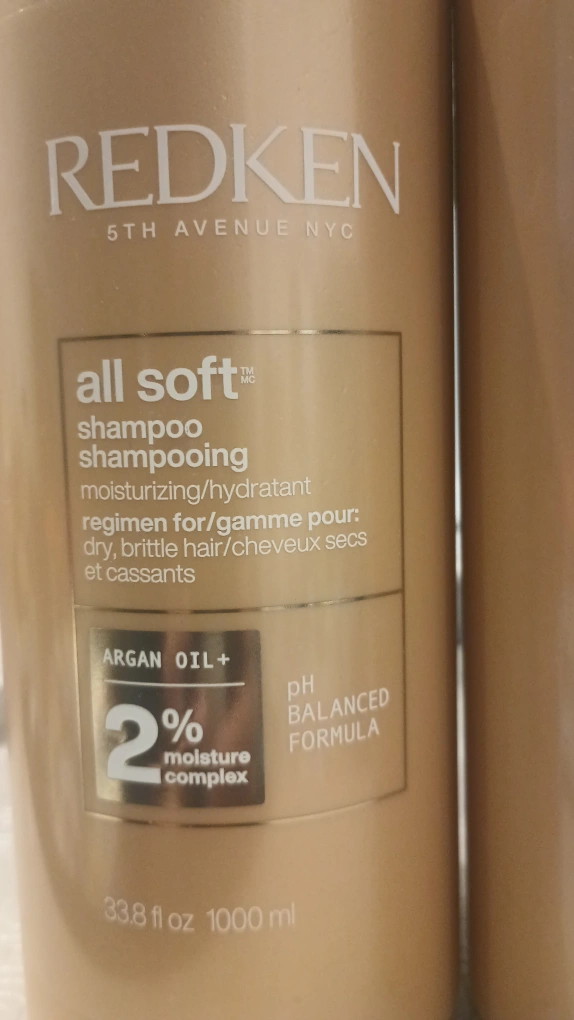 REDKEN
5TH AVENUE NYC
all soft™ MC
shampoo
shampooing
moisturizing/hydratant
regimen for/gamme pour:
dry, brittle hair/cheveux secs
et cassants
ARGAN OIL+
2%
moisture
complex
pH
BALANCED
FORMULA
33.8 fl oz 1000 ml